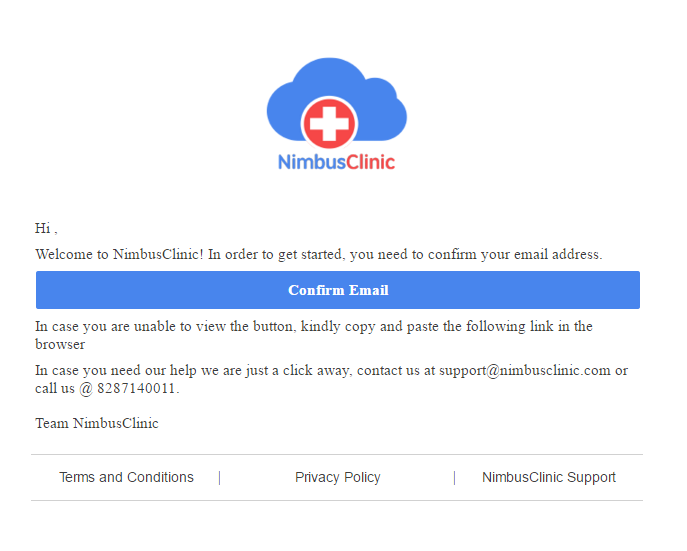 NimbusClinic
Hi ,
Welcome to NimbusClinic! In order to get started, you need to confirm your email address.
Confirm Email
In case you are unable to view the button, kindly copy and paste the following link in the
browser
In case you need our help we are just a click away, contact us at support@nimbusclinic.com or
call us @ 8287140011.
Team NimbusClinic
Terms and Conditions | Privacy Policy | NimbusClinic Support